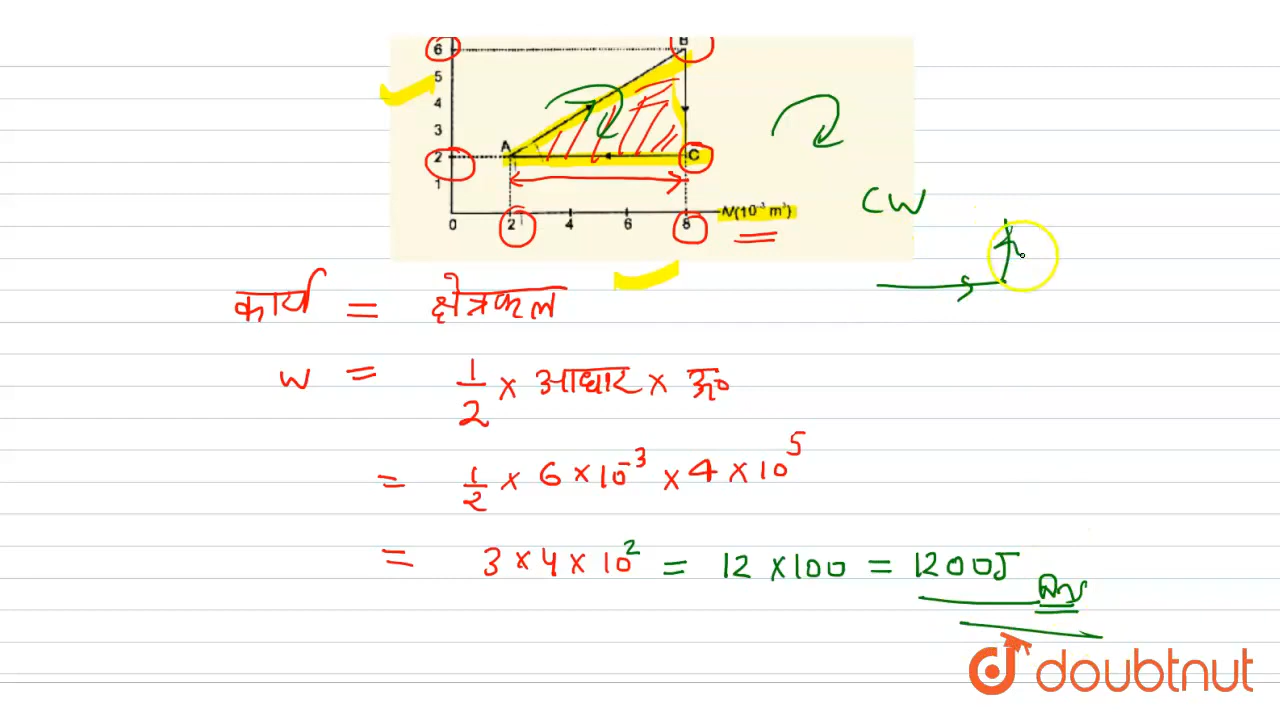 6 B
5
4
3
A
2 C
1
0 2 4 6 8 N(10⁻³ m³)
CW
कार्य = क्षेत्रफल
W = 1/2 × आधार × ऊ०
= 1/2 × 6 × 10⁻³ × 4 × 10⁵
= 3 × 4 × 10² = 12 × 100 = 1200J
Ans
doubtnut